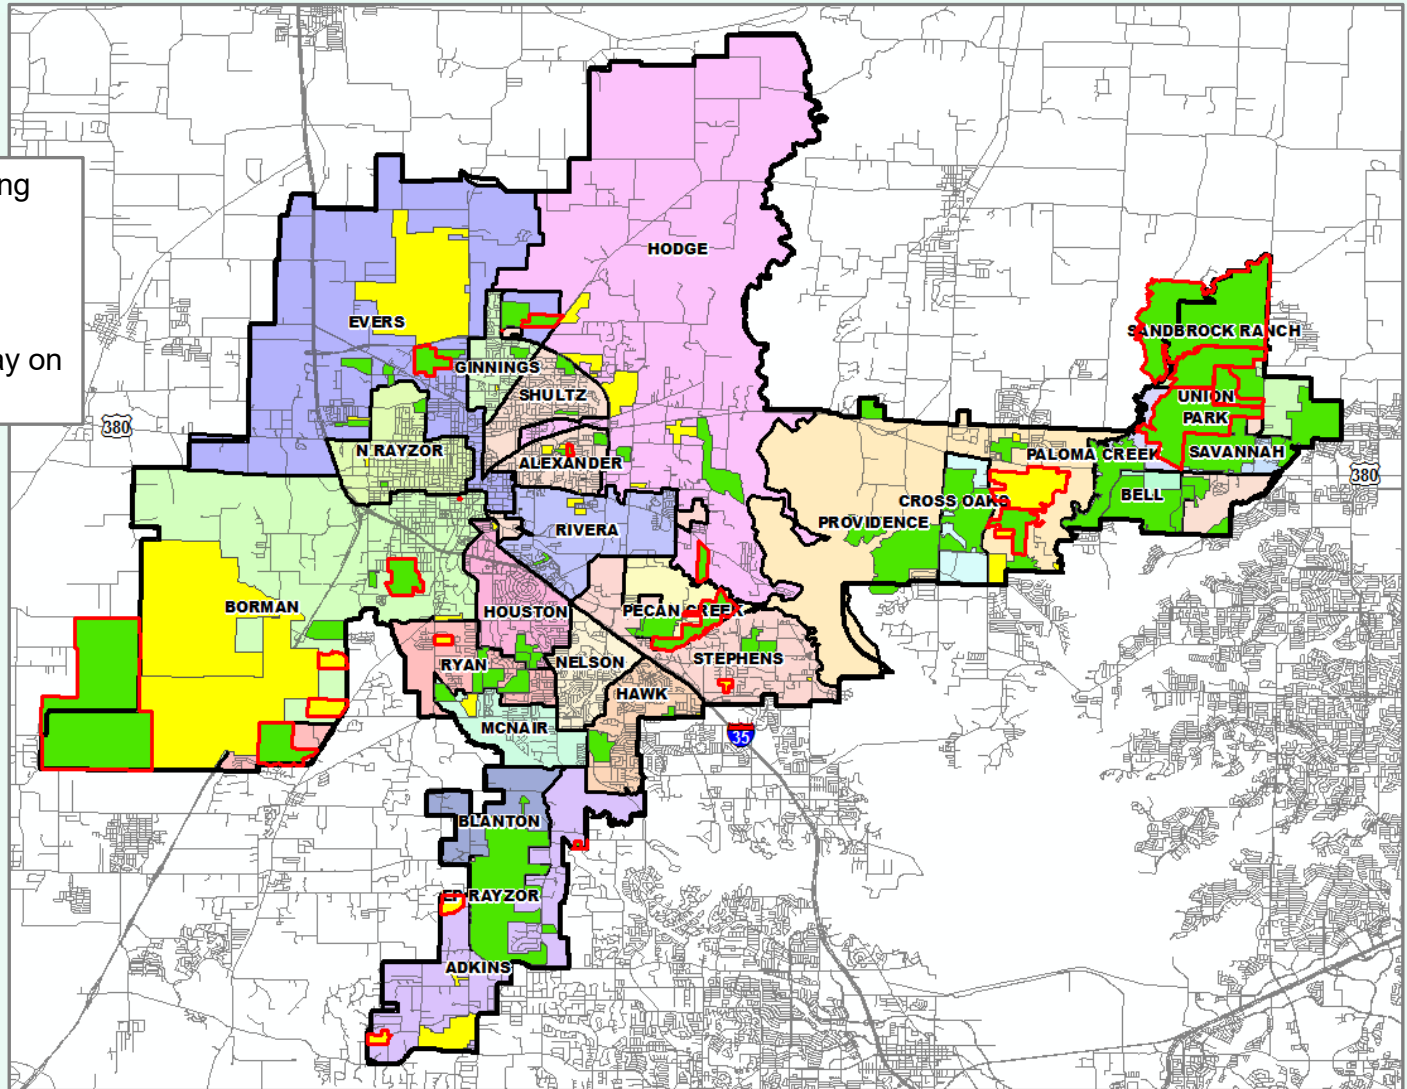 ng
ay on
HODGE
EVERS
SANDBROCK RANCH
GINNINGS
SHULTZ
UNION
PARK
380
N RAYZOR
PALOMA CREEK
SAVANNAH
ALEXANDER
380
BELL
CROSS OAKS
PROVIDENCE
RIVERA
BORMAN
HOUSTON
PECAN CREEK
RYAN
NELSON
STEPHENS
HAWK
MCNAIR
35
BLANTON
EP RAYZOR
ADKINS